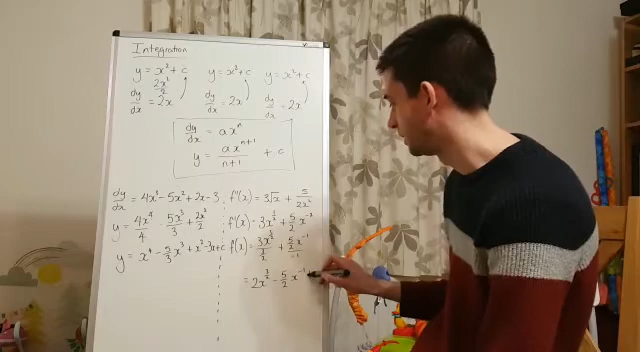 Integration
y = x² + c    y = x² + c    y = x² + c
2x²/2
dy/dx = 2x    dy/dx = 2x    dy/dx = 2x
dy/dx = axⁿ
y = axⁿ⁺¹/n+1 + c
dy/dx = 4x³ - 5x² + 2x - 3
y = 4x⁴/4 - 5x³/3 + 2x²/2
y = x⁴ - 5/3 x³ + x² - 3x + c
f'(x) = 3√x + 5/2x²
f'(x) = 3x^½ + 5/2 x⁻²
f(x) = 3x^(3/2)/(3/2) + 5/2 x⁻¹/-1
= 2x^(3/2) - 5/2 x⁻¹